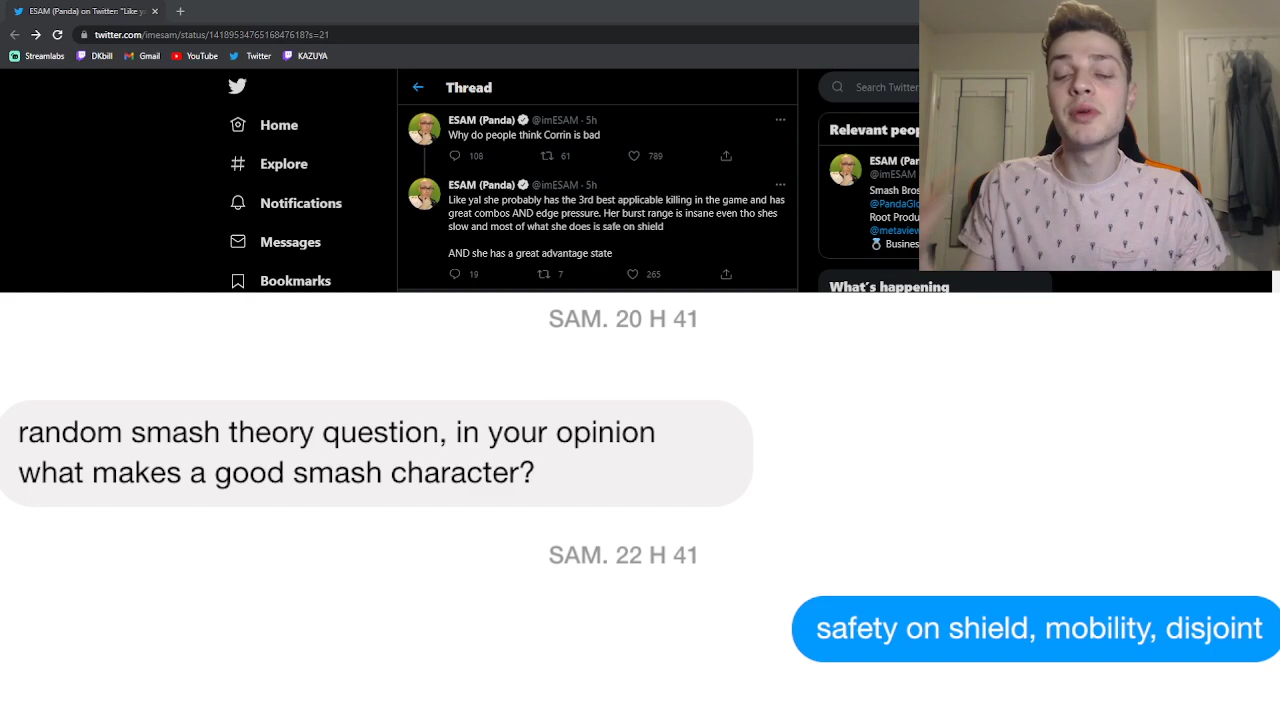 ESAM (Panda) on Twitter: "Like y
twitter.com/imesam/status/1418953476516847618?s=21
Streamlabs
DKbill
Gmail
YouTube
Twitter
KAZUYA
Home
Explore
Notifications
Messages
Bookmarks
Thread
ESAM (Panda) @imESAM · 5h
Why do people think Corrin is bad
108 61 789
ESAM (Panda) @imESAM · 5h
Like yal she probably has the 3rd best applicable killing in the game and has
great combos AND edge pressure. Her burst range is insane even tho shes
slow and most of what she does is safe on shield
AND she has a great advantage state
19 7 265
Search Twitter
Relevant peop
ESAM (Pan
@imESAM
Smash Bros
@PandaGlo
Root Produ
@metaview
Busines
What's happening
SAM. 20 H 41
random smash theory question, in your opinion
what makes a good smash character?
SAM. 22 H 41
safety on shield, mobility, disjoint